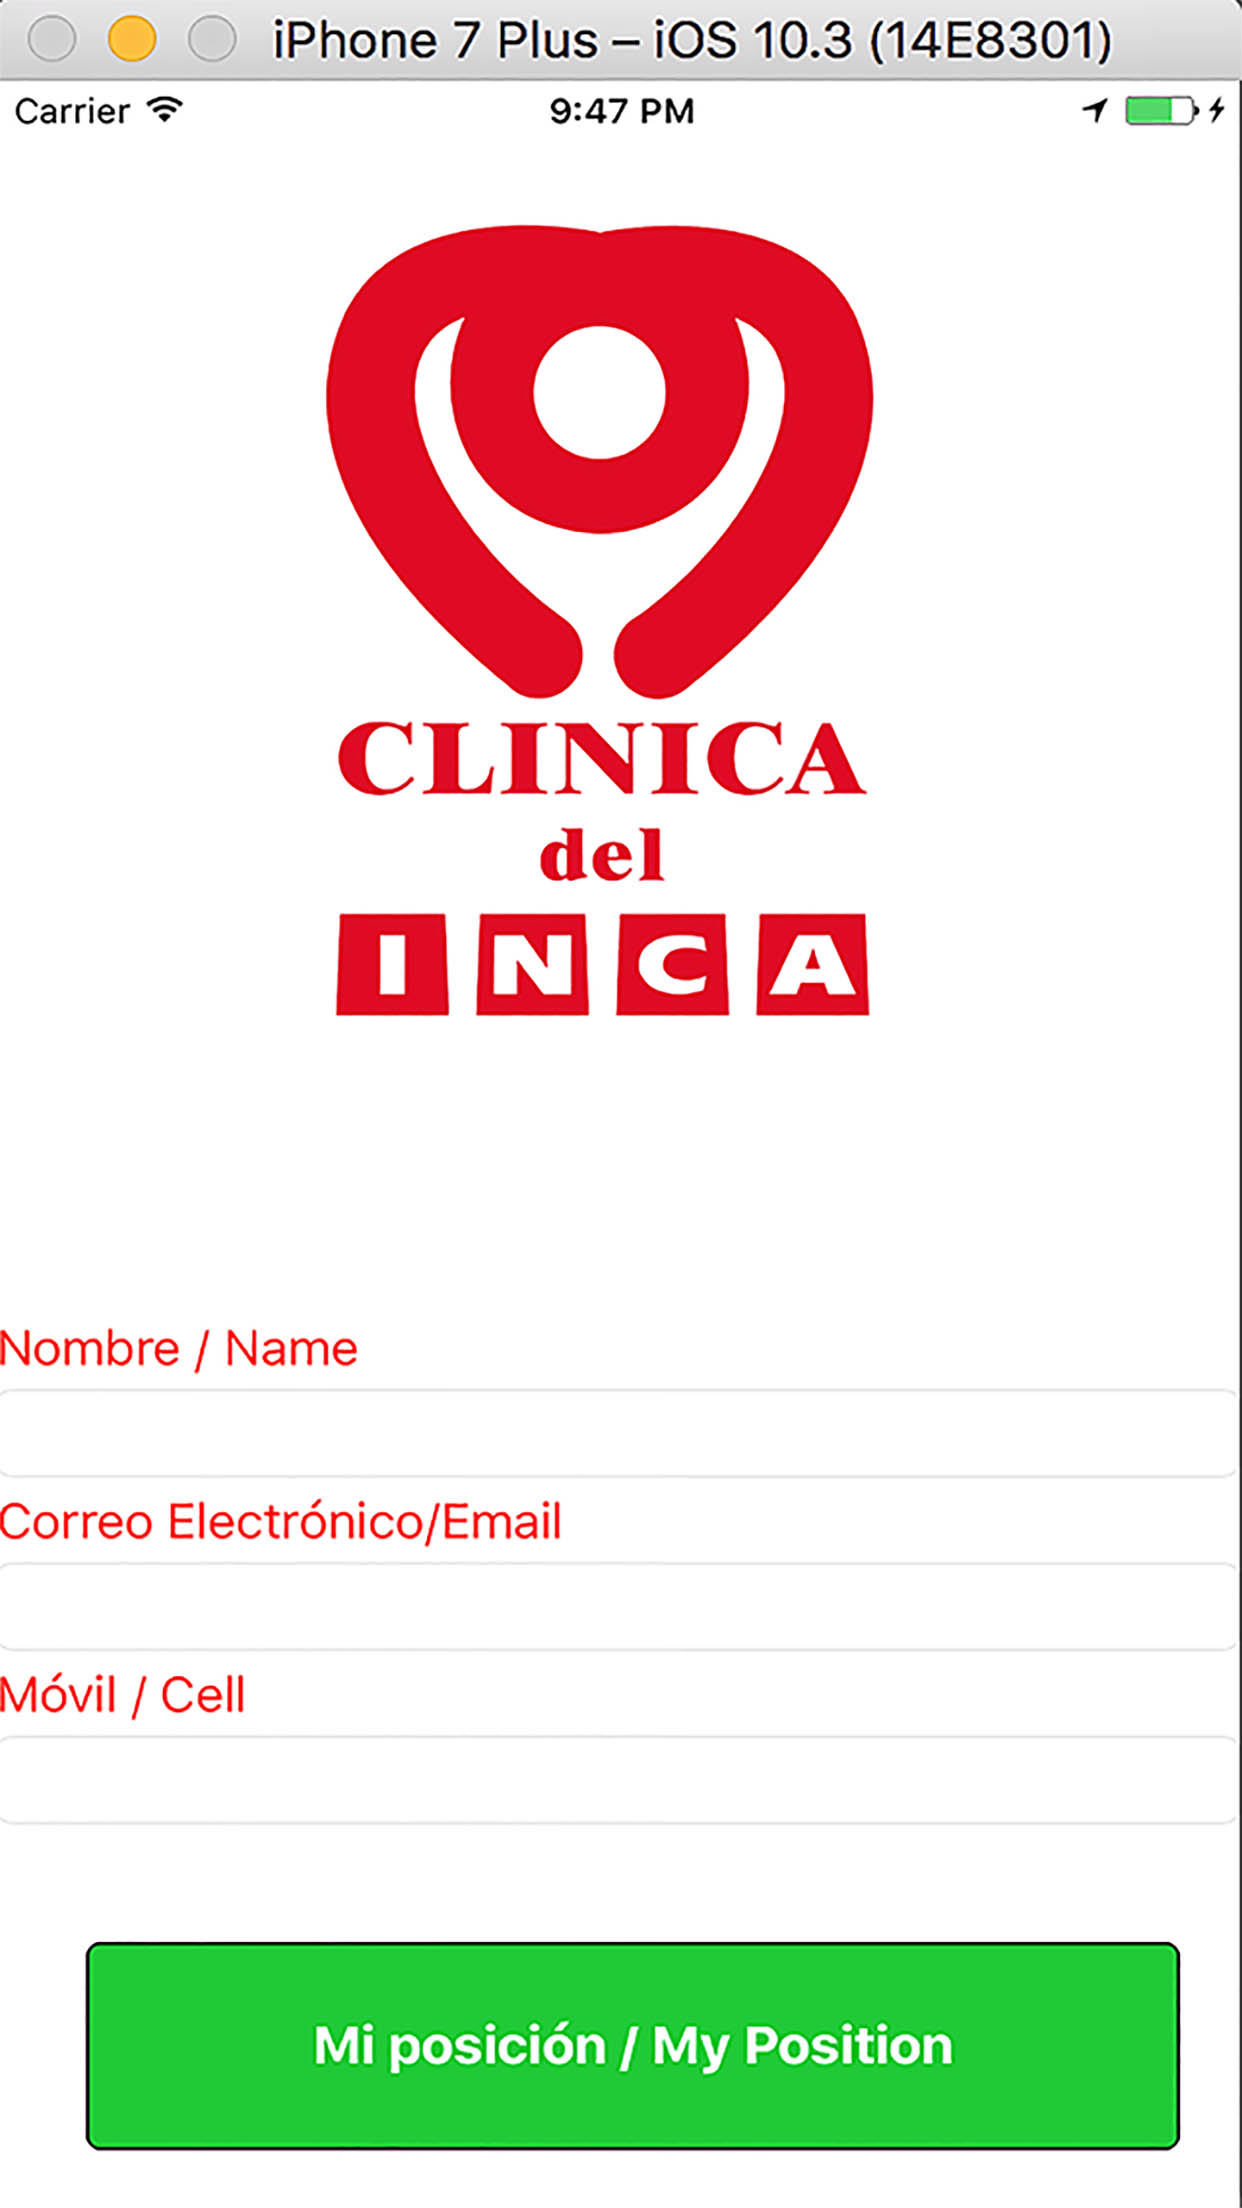 iPhone 7 Plus – iOS 10.3 (14E8301)
Carrier 9:47 PM
CLINICA
del
INCA
Nombre / Name
Correo Electrónico/Email
Móvil / Cell
Mi posición / My Position